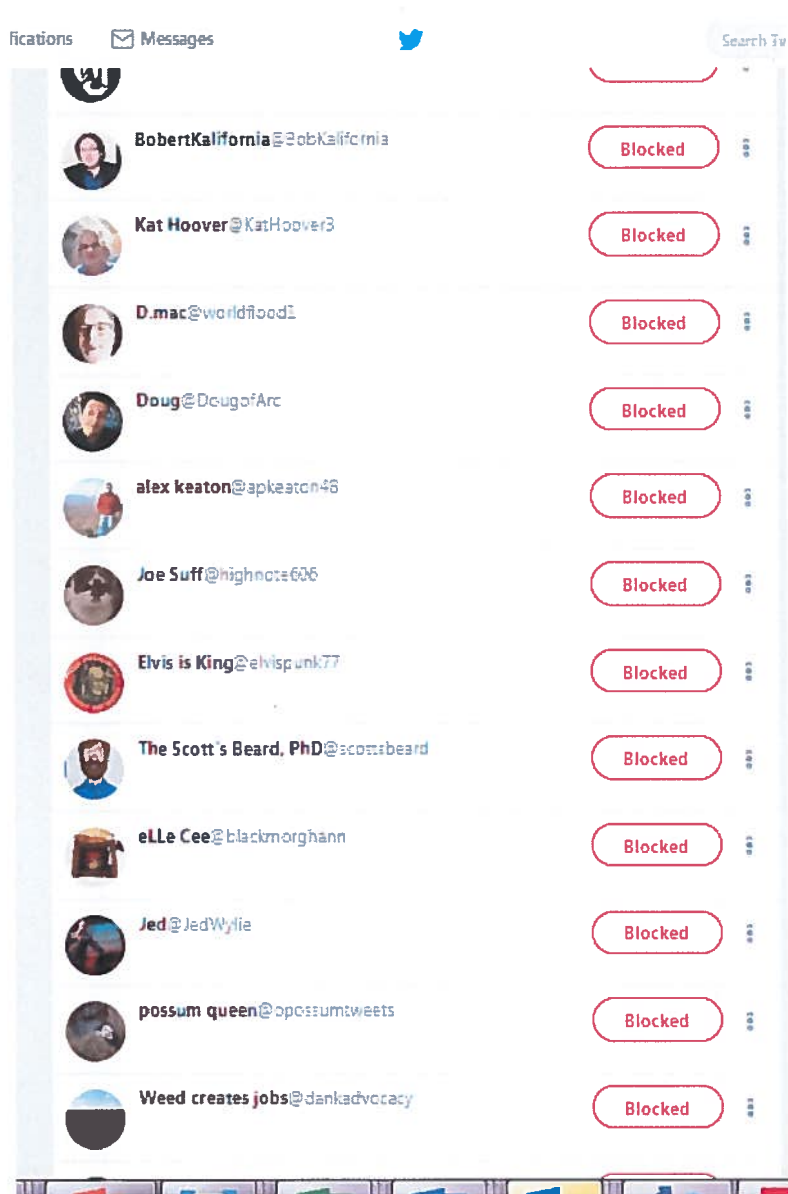 fications Messages Search Tw
BobertKalifornia@BobKalifornia Blocked
Kat Hoover@KatHoover3 Blocked
D.mac@worldflood1 Blocked
Doug@DougofArc Blocked
alex keaton@apkeaton46 Blocked
Joe Suff@highnote606 Blocked
Elvis is King@elvispunk77 Blocked
The Scott's Beard, PhD@scottsbeard Blocked
eLLe Cee@blackmorghann Blocked
Jed@JedWylie Blocked
possum queen@opossumtweets Blocked
Weed creates jobs@dankadvocacy Blocked